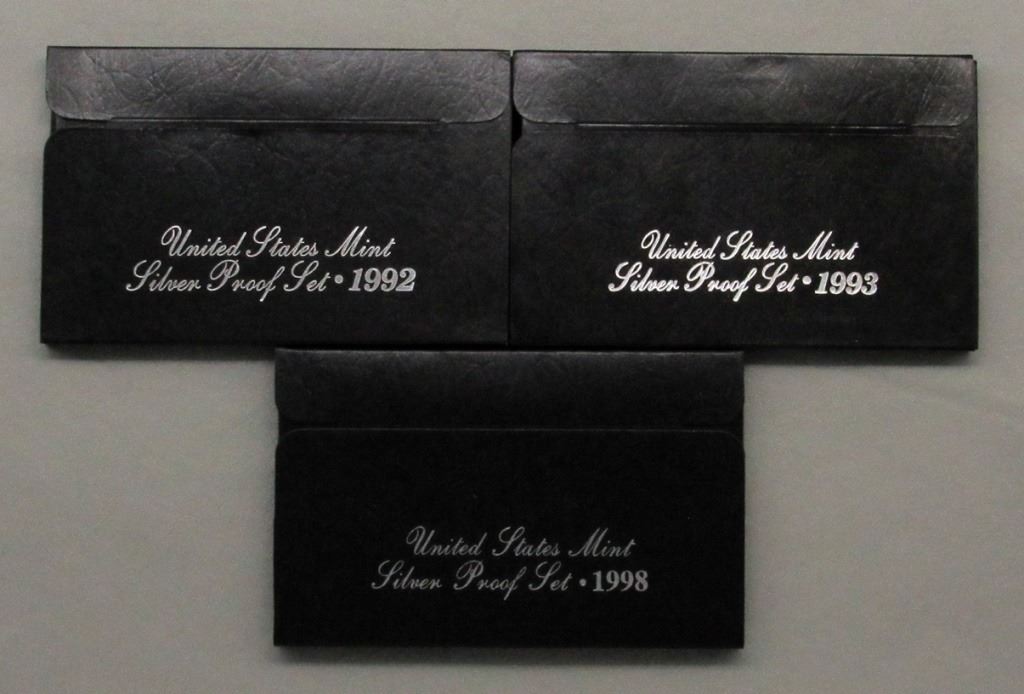 United States Mint
Silver Proof Set • 1992
United States Mint
Silver Proof Set • 1993
United States Mint
Silver Proof Set • 1998